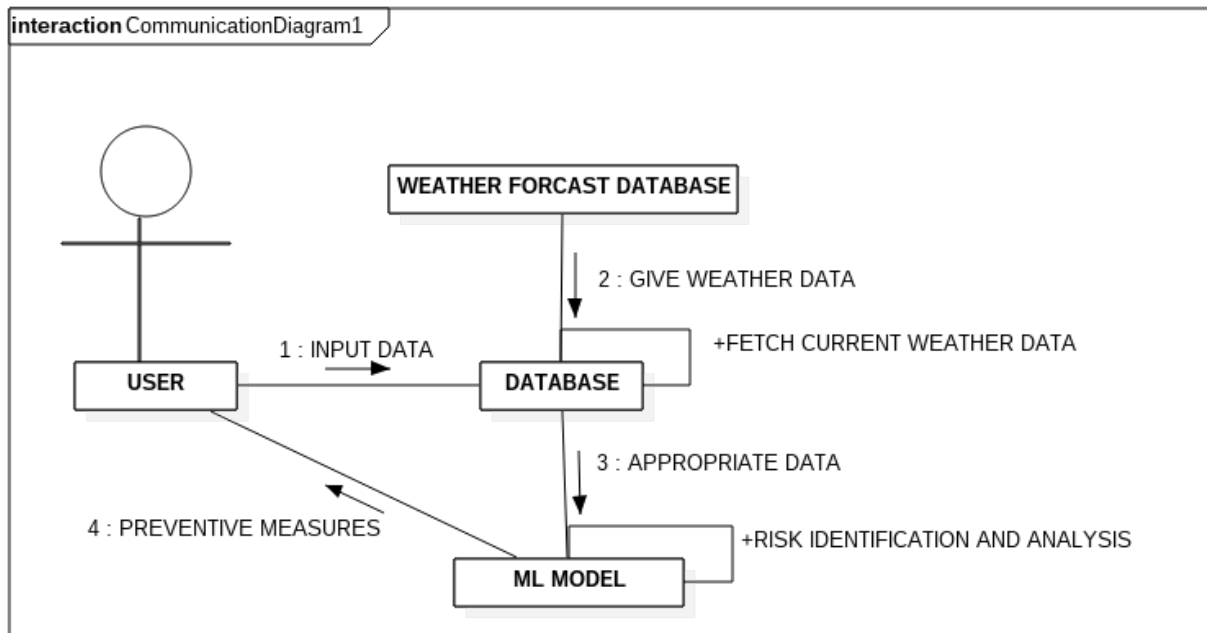 interaction CommunicationDiagram1
WEATHER FORCAST DATABASE
2 : GIVE WEATHER DATA
+FETCH CURRENT WEATHER DATA
1 : INPUT DATA
USER
DATABASE
3 : APPROPRIATE DATA
4 : PREVENTIVE MEASURES
+RISK IDENTIFICATION AND ANALYSIS
ML MODEL